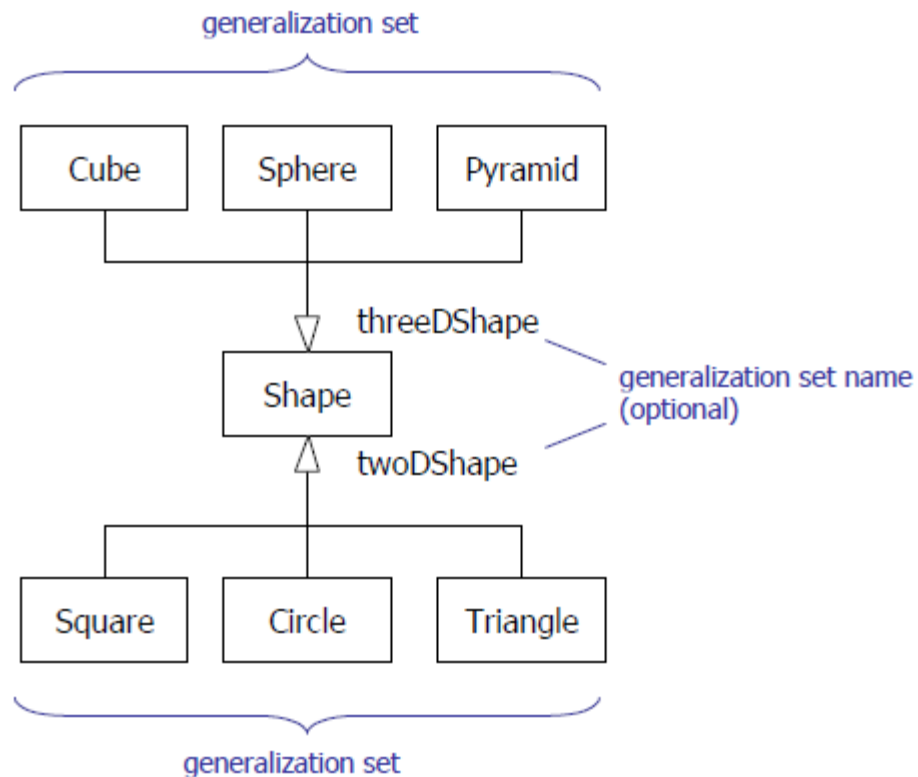 generalization set
Cube
Sphere
Pyramid
threeDShape
Shape
generalization set name
(optional)
twoDShape
Square
Circle
Triangle
generalization set